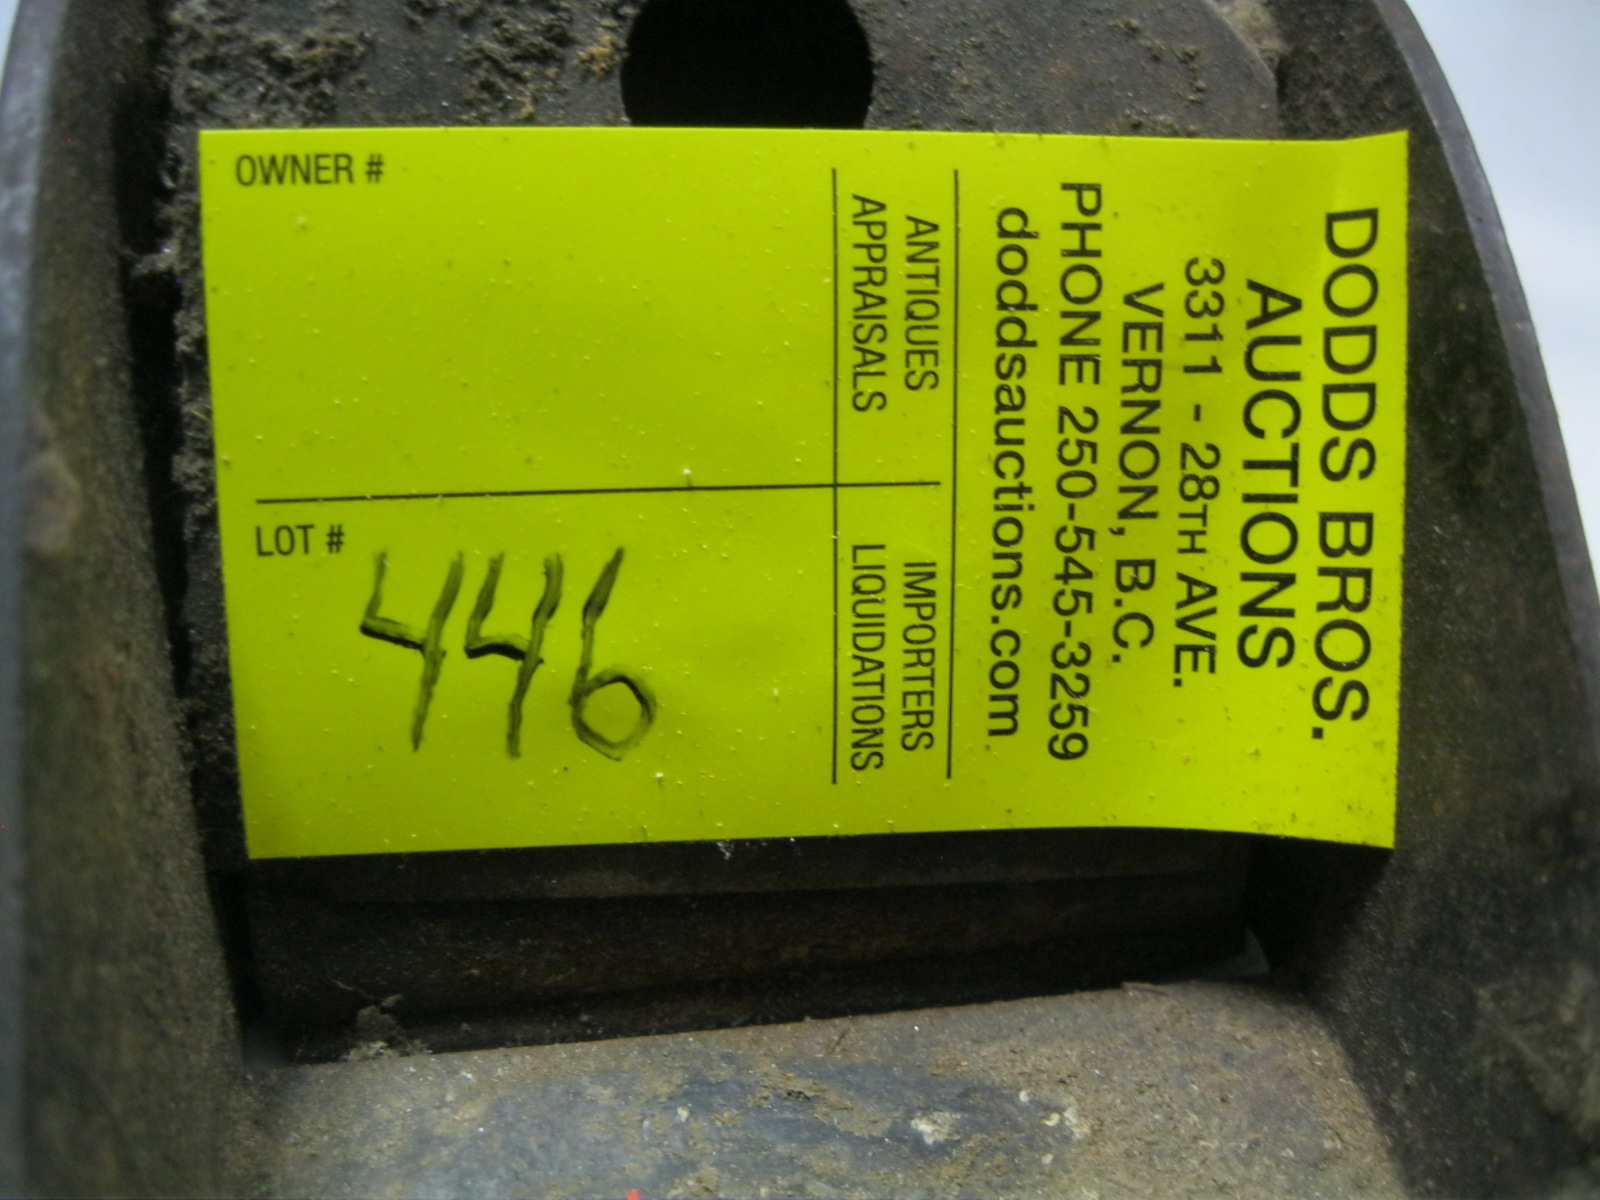 DODDS BROS.
AUCTIONS
3311 - 28TH AVE.
VERNON, B.C.
PHONE 250-545-3259
doddsauctions.com
ANTIQUES
APPRAISALS
IMPORTERS
LIQUIDATIONS
OWNER #
LOT # 446